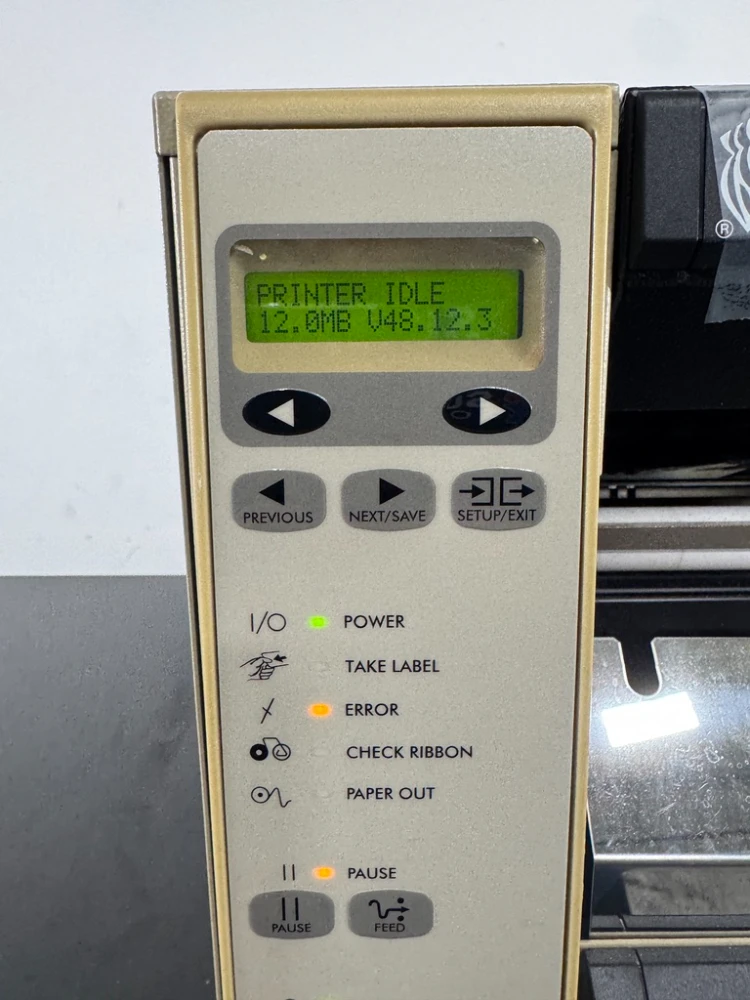 ®
PRINTER IDLE
12.0MB V48.12.3
PREVIOUS
NEXT/SAVE
SETUP/EXIT
I/O POWER
TAKE LABEL
ERROR
CHECK RIBBON
PAPER OUT
PAUSE
PAUSE
FEED